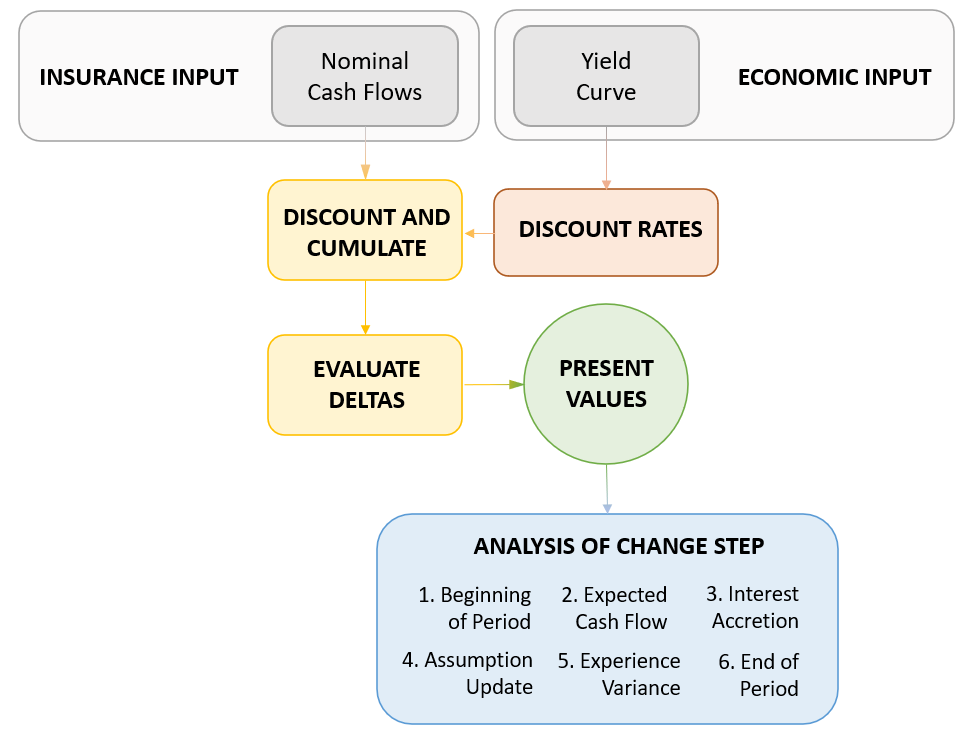 INSURANCE INPUT
Nominal
Cash Flows
Yield
Curve
ECONOMIC INPUT
DISCOUNT AND
CUMULATE
DISCOUNT RATES
EVALUATE
DELTAS
PRESENT
VALUES
ANALYSIS OF CHANGE STEP
1. Beginning
of Period
2. Expected
Cash Flow
3. Interest
Accretion
4. Assumption
Update
5. Experience
Variance
6. End of
Period